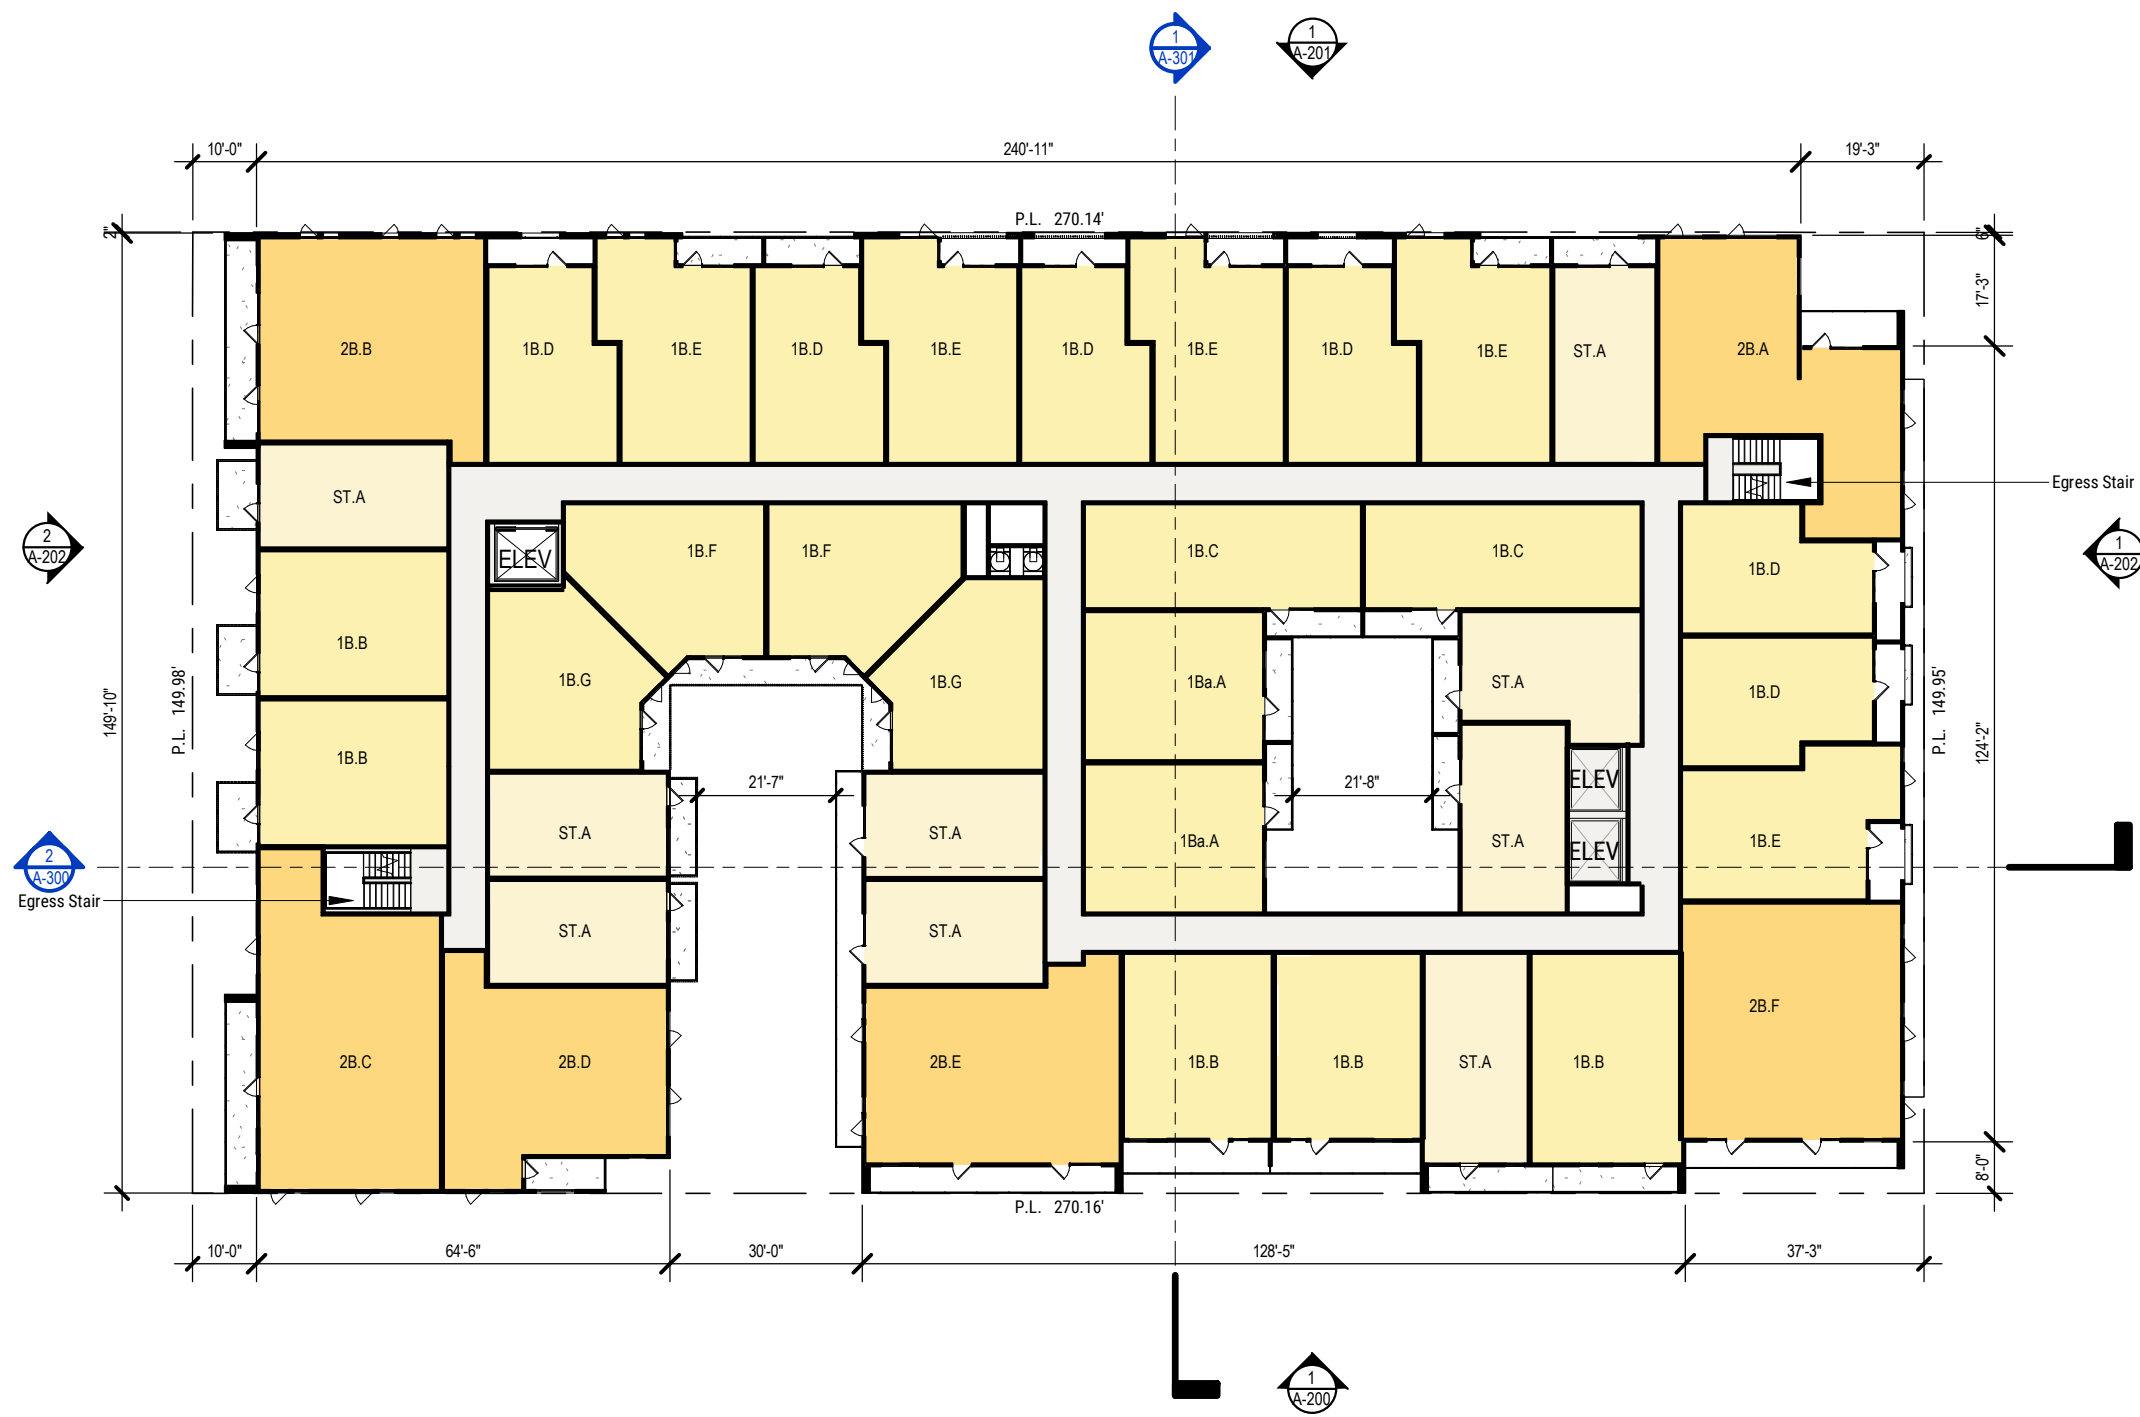 1
A-301
1
A-201
10'-0"
240'-11"
19'-3"
P.L. 270.14'
2"
6"
17'-3"
2B.B
1B.D
1B.E
1B.D
1B.E
1B.D
1B.E
1B.D
1B.E
ST.A
2B.A
Egress Stair
ST.A
2
A-202
ELEV
1B.F
1B.F
1B.C
1B.C
1B.D
1
A-202
1B.B
1B.G
1B.G
1Ba.A
ST.A
1B.D
149'-10"
P.L. 149.98'
P.L. 149.95'
124'-2"
1B.B
21'-7"
21'-8"
ELEV
ST.A
ST.A
1Ba.A
ST.A
ELEV
1B.E
2
A-300
Egress Stair
ST.A
ST.A
2B.F
2B.C
2B.D
2B.E
1B.B
1B.B
ST.A
1B.B
8'-0"
P.L. 270.16'
10'-0"
64'-6"
30'-0"
128'-5"
37'-3"
1
A-200